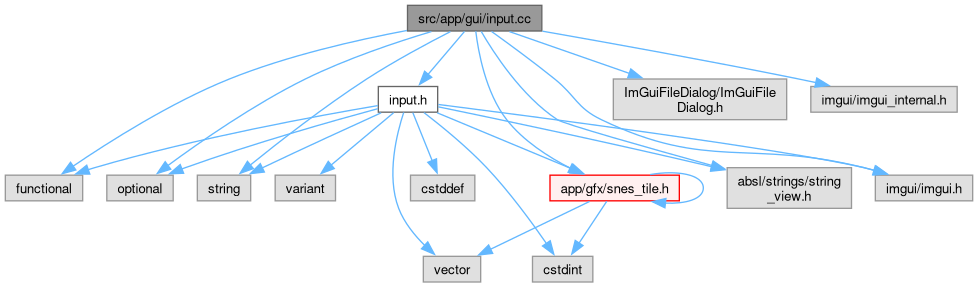 src/app/gui/input.cc
ImGuiFileDialog/ImGuiFile
Dialog.h
imgui/imgui_internal.h
input.h
functional
optional
string
variant
cstddef
app/gfx/snes_tile.h
absl/strings/string
_view.h
imgui/imgui.h
vector
cstdint